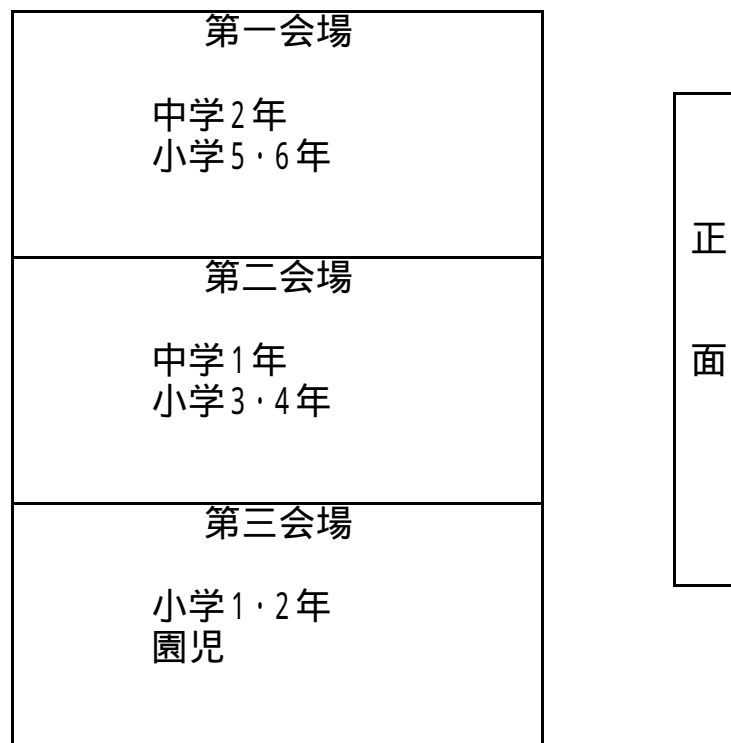 第一会場
中学2年
小学5・6年
第二会場
中学1年
小学3・4年
第三会場
小学1・2年
園児
正面